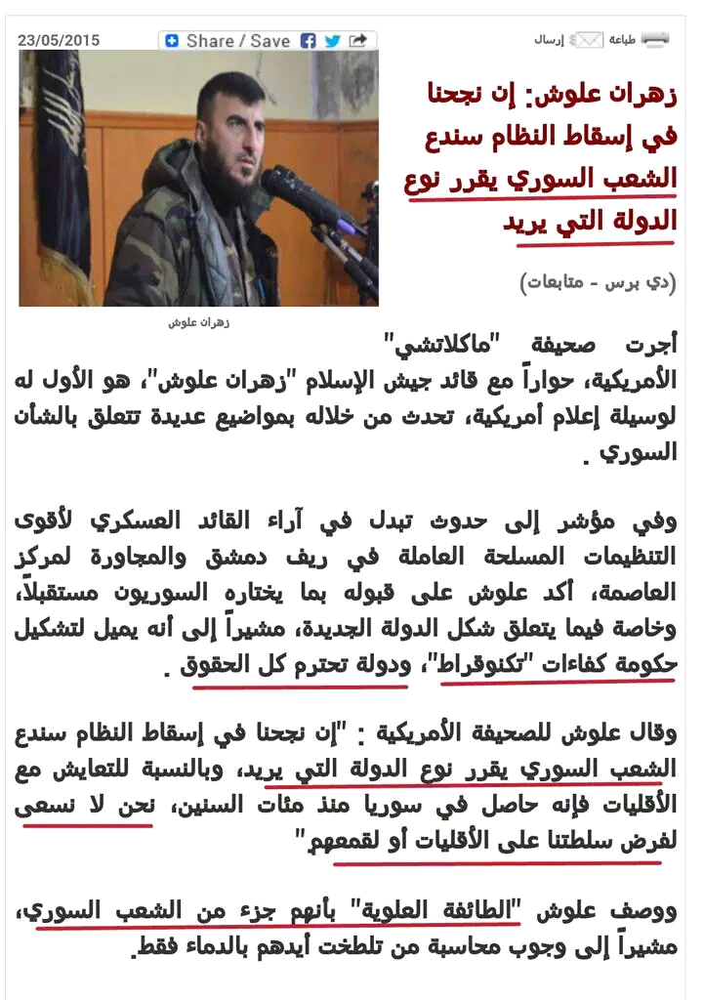 23/05/2015
Share / Save
طباعة
إرسال
زهران علوش: إن نجحنا
في إسقاط النظام سندع
الشعب السوري يقرر نوع
الدولة التي يريد
(دي برس - متابعات)
زهران علوش
أجرت صحيفة "ماكلاتشي"
الأمريكية، حواراً مع قائد جيش الإسلام "زهران علوش"، هو الأول له
لوسيلة إعلام أمريكية، تحدث من خلاله بمواضيع عديدة تتعلق بالشأن
السوري .
وفي مؤشر إلى حدوث تبدل في آراء القائد العسكري لأقوى
التنظيمات المسلحة العاملة في ريف دمشق والمجاورة لمركز
العاصمة، أكد علوش على قبوله بما يختاره السوريون مستقبلاً،
وخاصة فيما يتعلق شكل الدولة الجديدة، مشيراً إلى أنه يميل لتشكيل
حكومة كفاءات "تكنوقراط"، ودولة تحترم كل الحقوق .
وقال علوش للصحيفة الأمريكية : "إن نجحنا في إسقاط النظام سندع
الشعب السوري يقرر نوع الدولة التي يريد، وبالنسبة للتعايش مع
الأقليات فإنه حاصل في سوريا منذ مئات السنين، نحن لا نسعى
لفرض سلطتنا على الأقليات أو لقمعهم."
ووصف علوش "الطائفة العلوية" بأنهم جزء من الشعب السوري،
مشيراً إلى وجوب محاسبة من تلطخت أيدهم بالدماء فقط.